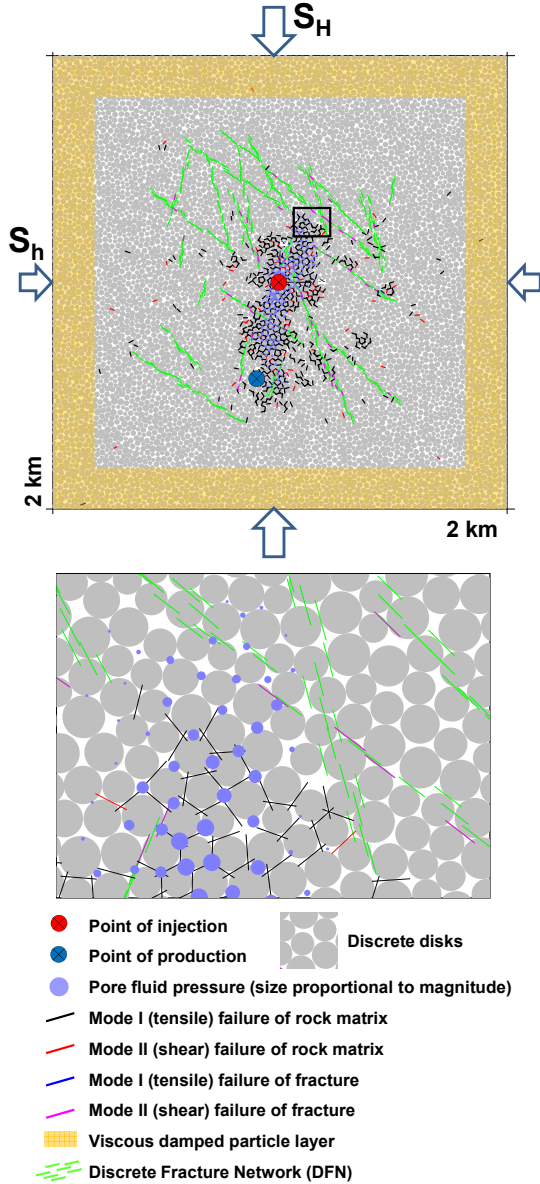 S_H
S_h
2 km
2 km
Point of injection
Discrete disks
Point of production
Pore fluid pressure (size proportional to magnitude)
Mode I (tensile) failure of rock matrix
Mode II (shear) failure of rock matrix
Mode I (tensile) failure of fracture
Mode II (shear) failure of fracture
Viscous damped particle layer
Discrete Fracture Network (DFN)